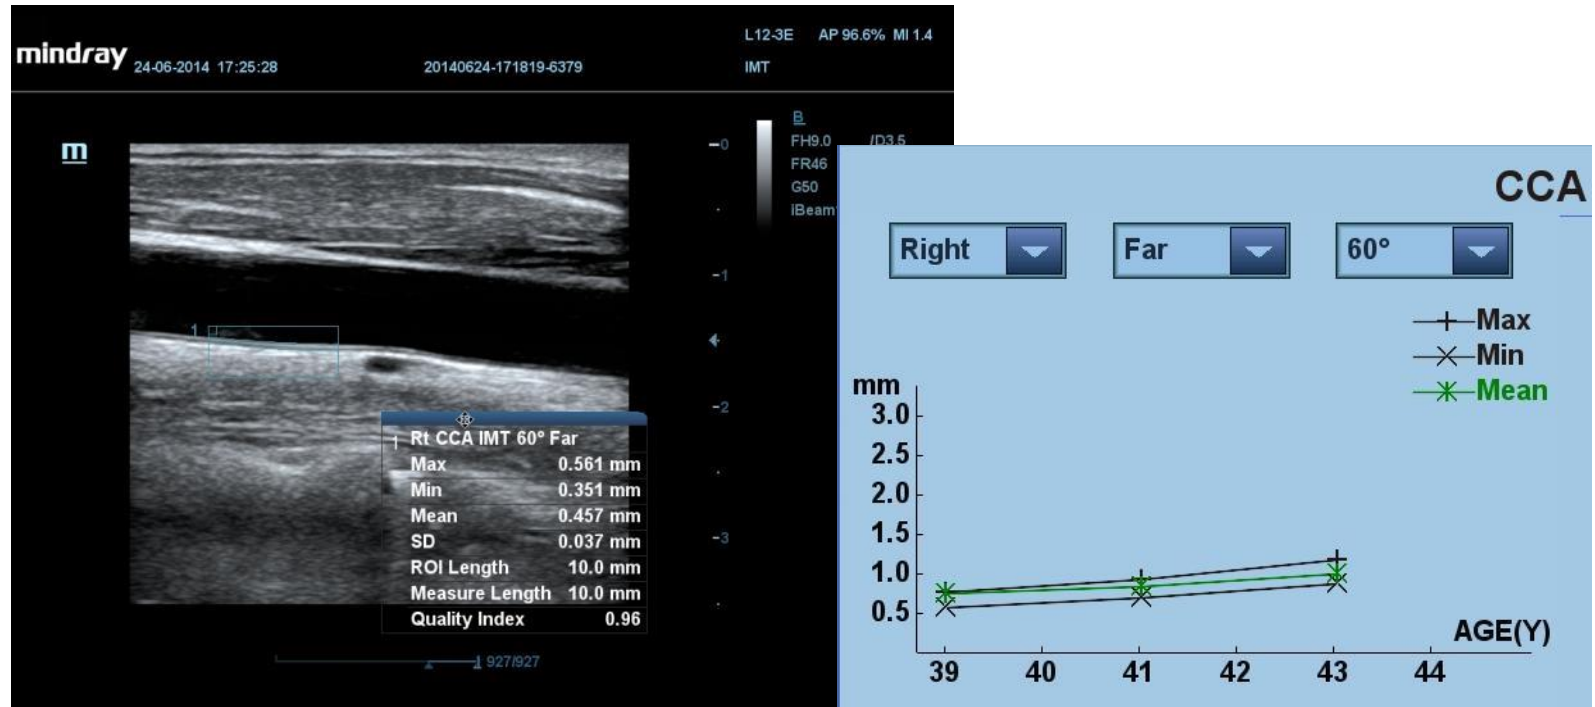 mindray
24-06-2014 17:25:28
20140624-171819-6379
L12-3E AP 96.6% MI 1.4
IMT
m
B
FH9.0 /D3.5
FR46
G50
iBeam
0
1
2
3
1
1 Rt CCA IMT 60° Far
Max 0.561 mm
Min 0.351 mm
Mean 0.457 mm
SD 0.037 mm
ROI Length 10.0 mm
Measure Length 10.0 mm
Quality Index 0.96
927/927
CCA
Right Far 60°
Max
Min
Mean
mm
3.0
2.5
2.0
1.5
1.0
0.5
AGE(Y)
39 40 41 42 43 44